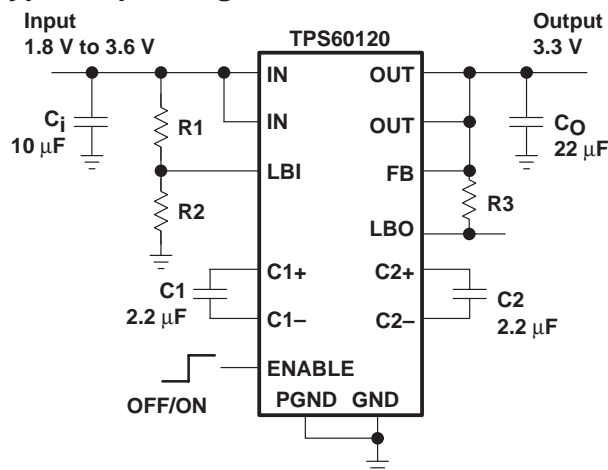 Input
1.8 V to 3.6 V
Output
3.3 V
TPS60120
IN
OUT
Ci
10 μF
R1
IN
OUT
CO
22 μF
LBI
FB
R2
R3
LBO
C1+
C2+
C1
2.2 μF
C2
2.2 μF
C1–
C2–
ENABLE
OFF/ON
PGND GND